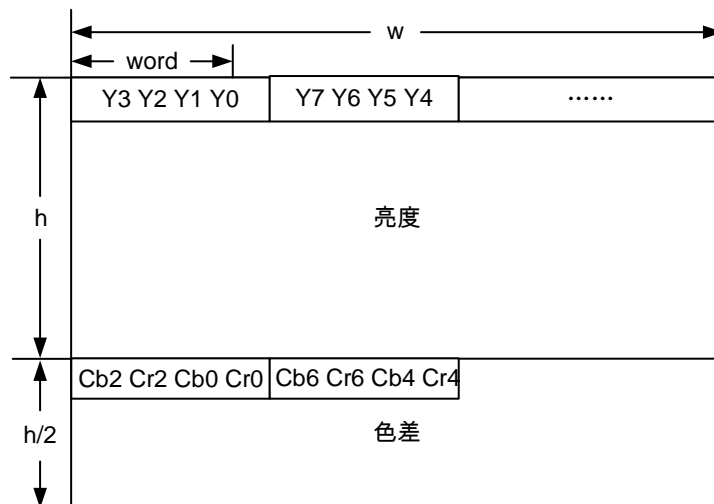 w
word
Y3 Y2 Y1 Y0 Y7 Y6 Y5 Y4 ……
h
亮度
Cb2 Cr2 Cb0 Cr0 Cb6 Cr6 Cb4 Cr4
h/2
色差